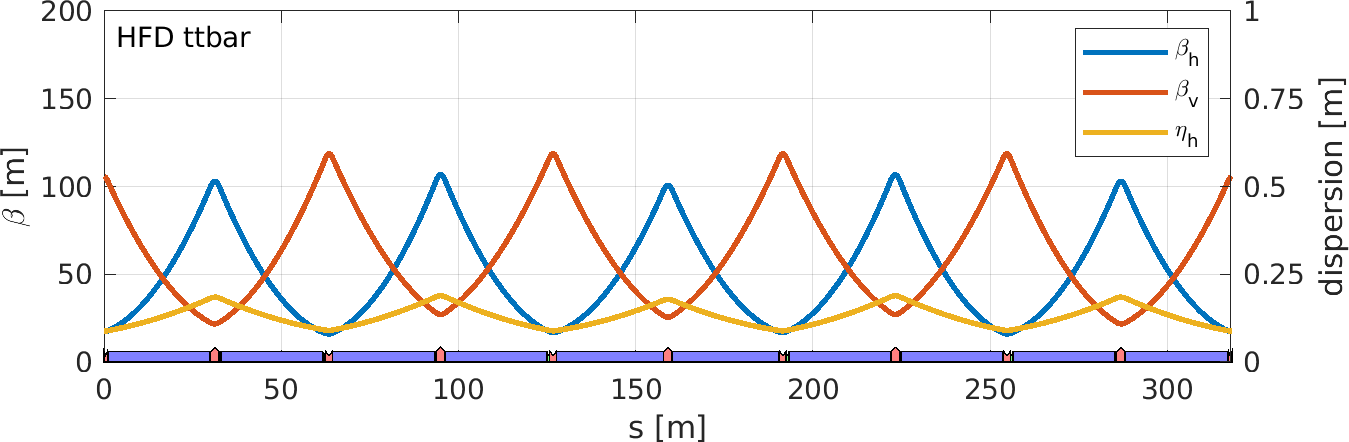 HFD ttbar
β_h
β_v
η_h
200
150
100
50
0
β [m]
1
0.75
0.5
0.25
0
dispersion [m]
0 50 100 150 200 250 300
s [m]